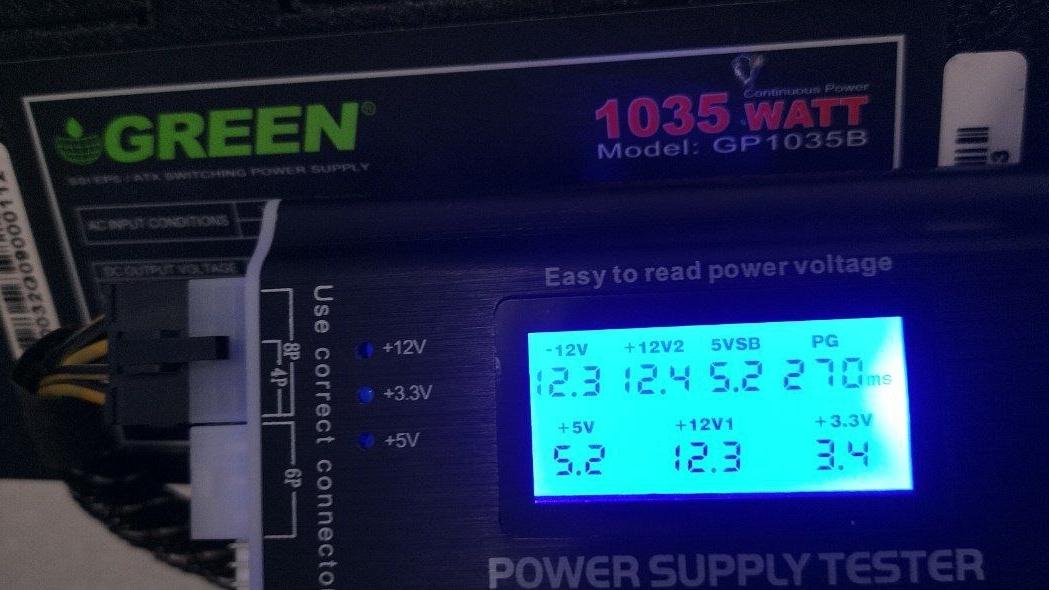 GREEN®
SSI EPS / ATX SWITCHING POWER SUPPLY
Continuous Power
1035 WATT
Model: GP1035B
AC INPUT CONDITIONS
DC OUTPUT VOLTAGE
Easy to read power voltage
Use correct connector
8P
4P
6P
+12V
+3.3V
+5V
-12V +12V2 5VSB PG
12.3 12.4 5.2 270ms
+5V +12V1 +3.3V
5.2 12.3 3.4
POWER SUPPLY TESTER